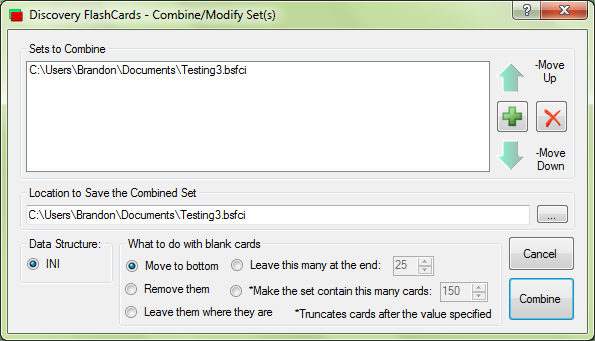 Discovery FlashCards - Combine/Modify Set(s)
?
Sets to Combine
C:\Users\Brandon\Documents\Testing3.bsfci
-Move
Up
-Move
Down
Location to Save the Combined Set
C:\Users\Brandon\Documents\Testing3.bsfci
...
Data Structure:
INI
What to do with blank cards
Move to bottom
Leave this many at the end:
25
Remove them
*Make the set contain this many cards:
150
Leave them where they are
*Truncates cards after the value specified
Cancel
Combine